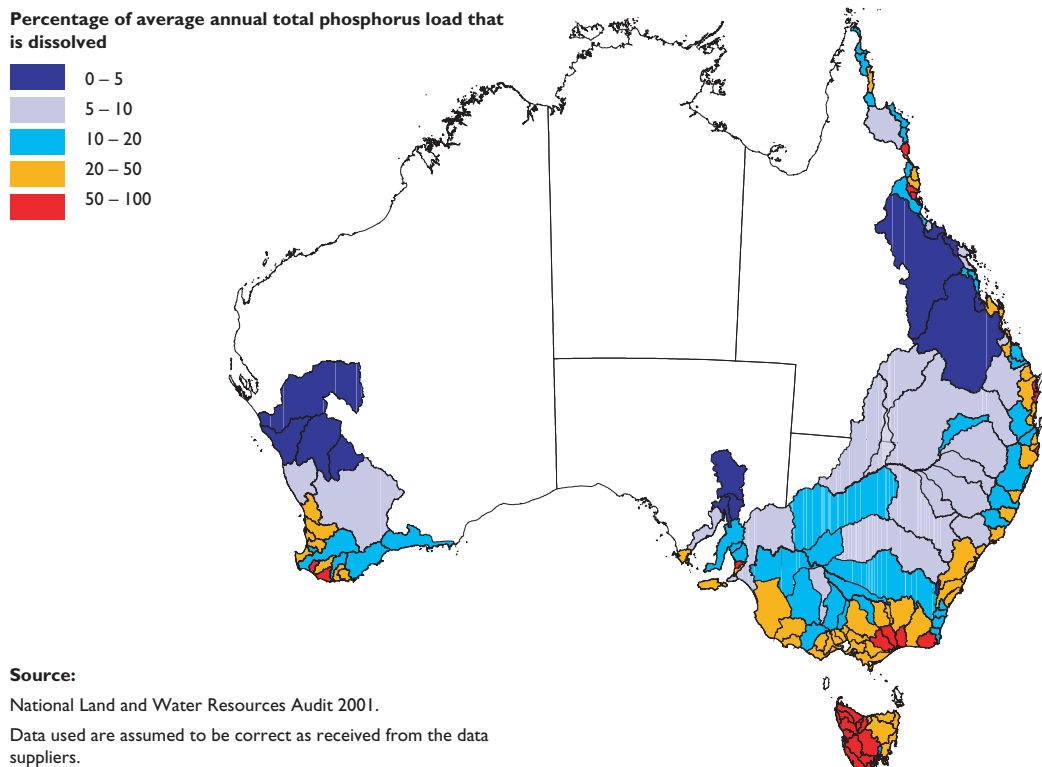 Percentage of average annual total phosphorus load that
is dissolved
0 – 5
5 – 10
10 – 20
20 – 50
50 – 100
Source:
National Land and Water Resources Audit 2001.
Data used are assumed to be correct as received from the data
suppliers.